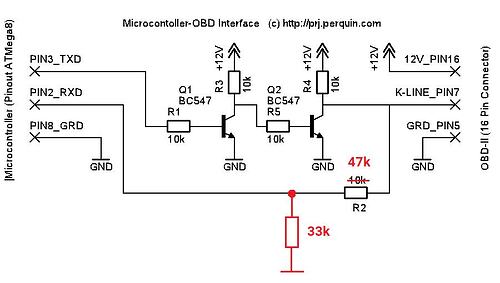 Microcontoller-OBD Interface (c) http://prj.perquin.com
|Microcontroller (Pinout ATMega8)
PIN3_TXD
PIN2_RXD
PIN8_GRD
GND
R1
10k
Q1
BC547
+12V
R3
10k
GND
Q2
BC547
R5
10k
+12V
R4
10k
GND
+12V
12V_PIN16
K-LINE_PIN7
GRD_PIN5
GND
OBD-II (16 Pin Connector)
47k
10k
R2
33k